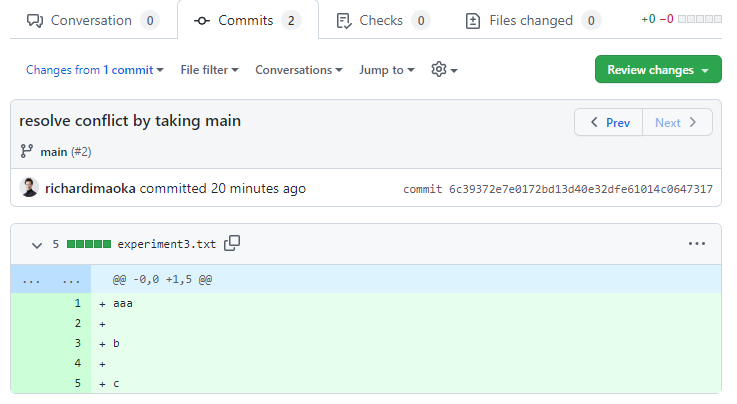 Conversation 0 Commits 2 Checks 0 Files changed 0 +0 −0
Changes from 1 commit File filter Conversations Jump to Review changes
resolve conflict by taking main
Prev Next
main (#2)
richardimaoka committed 20 minutes ago commit 6c39372e7e0172bd13d40e32dfe61014c0647317
5 experiment3.txt ...
... ... @@ -0,0 +1,5 @@
1 + aaa
2 +
3 + b
4 +
5 + c